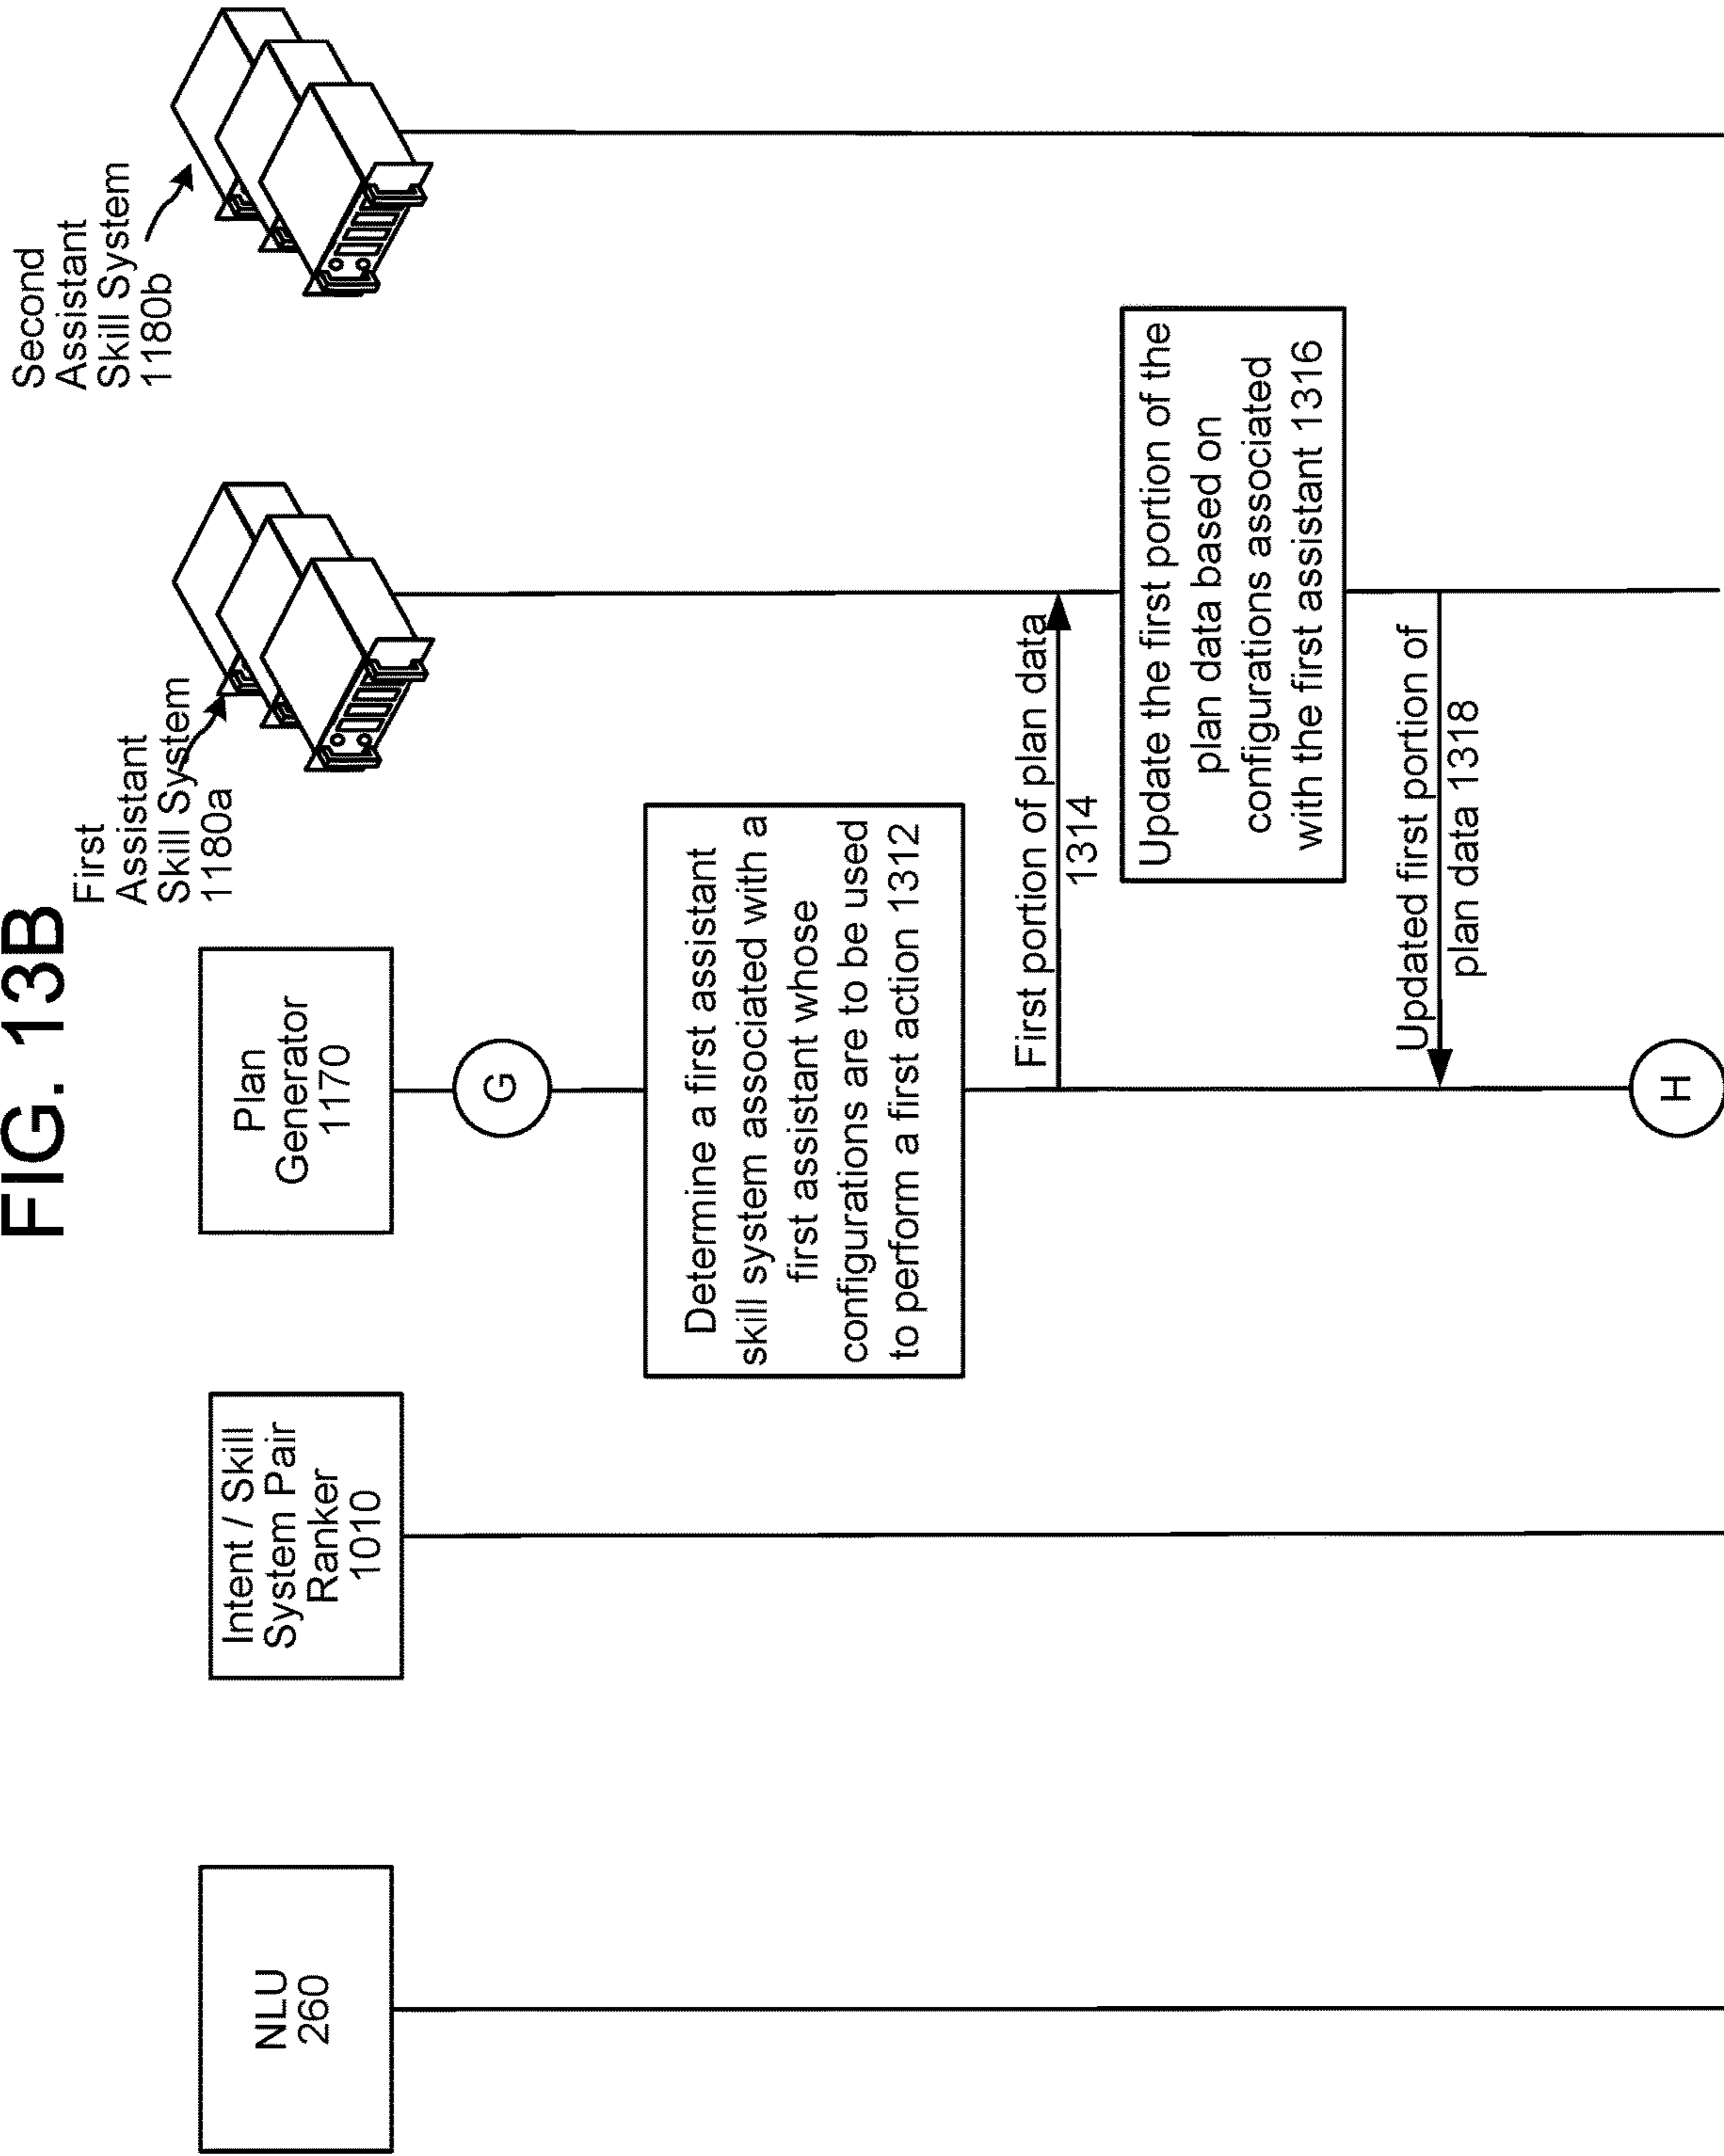 FIG. 13B
NLU
260
Intent / Skill
System Pair
Ranker
1010
Plan
Generator
1170
First
Assistant
Skill System
1180a
Second
Assistant
Skill System
1180b
G
Determine a first assistant
skill system associated with a
first assistant whose
configurations are to be used
to perform a first action 1312
First portion of plan data
1314
Update the first portion of the
plan data based on
configurations associated
with the first assistant 1316
Updated first portion of
plan data 1318
H